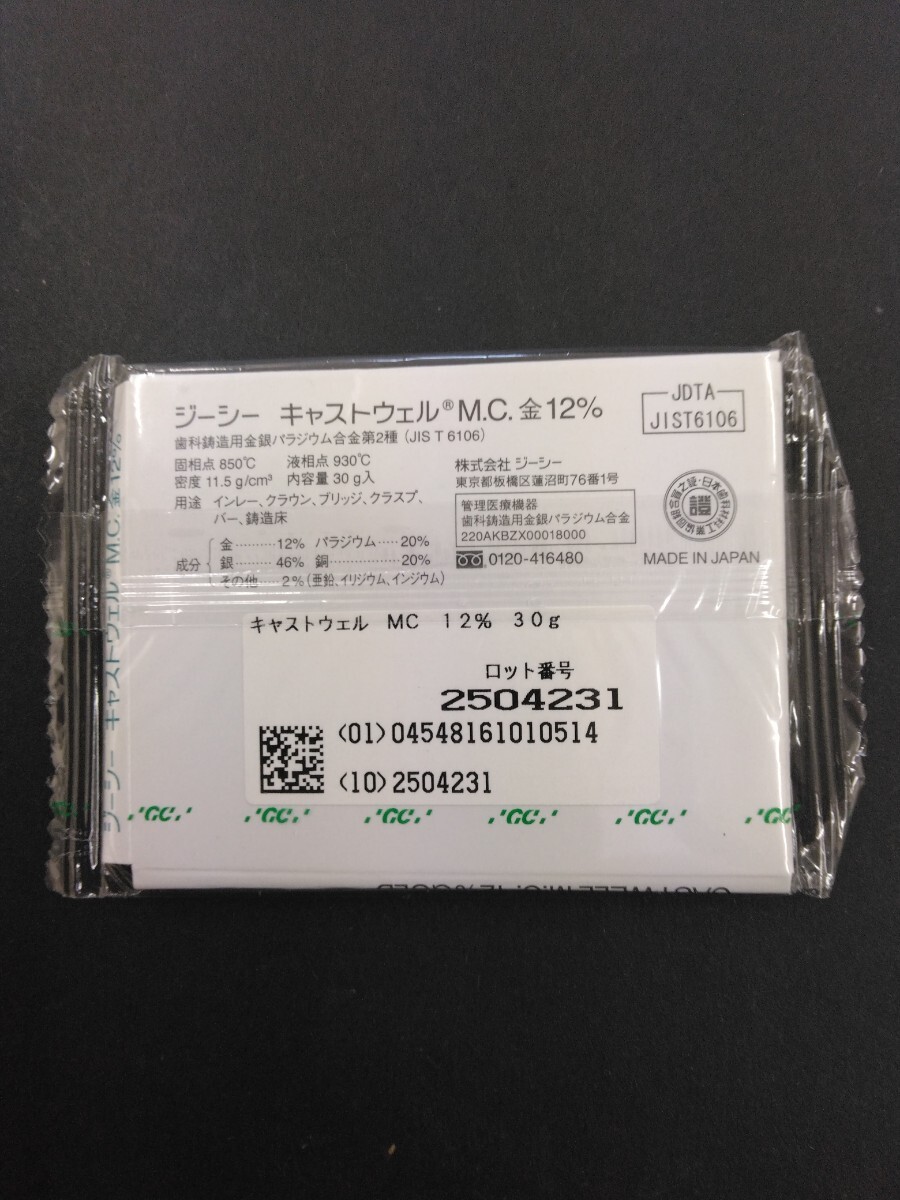 ジーシー キャストウェル® M.C. 金12%
歯科鋳造用金銀パラジウム合金第2種 (JIS T 6106)
固相点 850℃ 液相点 930℃
密度 11.5 g/cm³ 内容量 30 g入
用途 インレー、クラウン、ブリッジ、クラスプ、
バー、鋳造床
成分
金………12% パラジウム……20%
銀………46% 銅…………20%
その他……2%(亜鉛、イリジウム、インジウム)
株式会社 ジーシー
東京都板橋区蓮沼町76番1号
管理医療機器
歯科鋳造用金銀パラジウム合金
220AKBZX00018000
0120-416480
JDTA
JIST6106
證
MADE IN JAPAN
キャストウェル MC 12% 30g
ロット番号
2504231
(01)04548161010514
(10)2504231
GC GC GC GC GC GC
ジーシー キャストウェル® M.C. 金12%